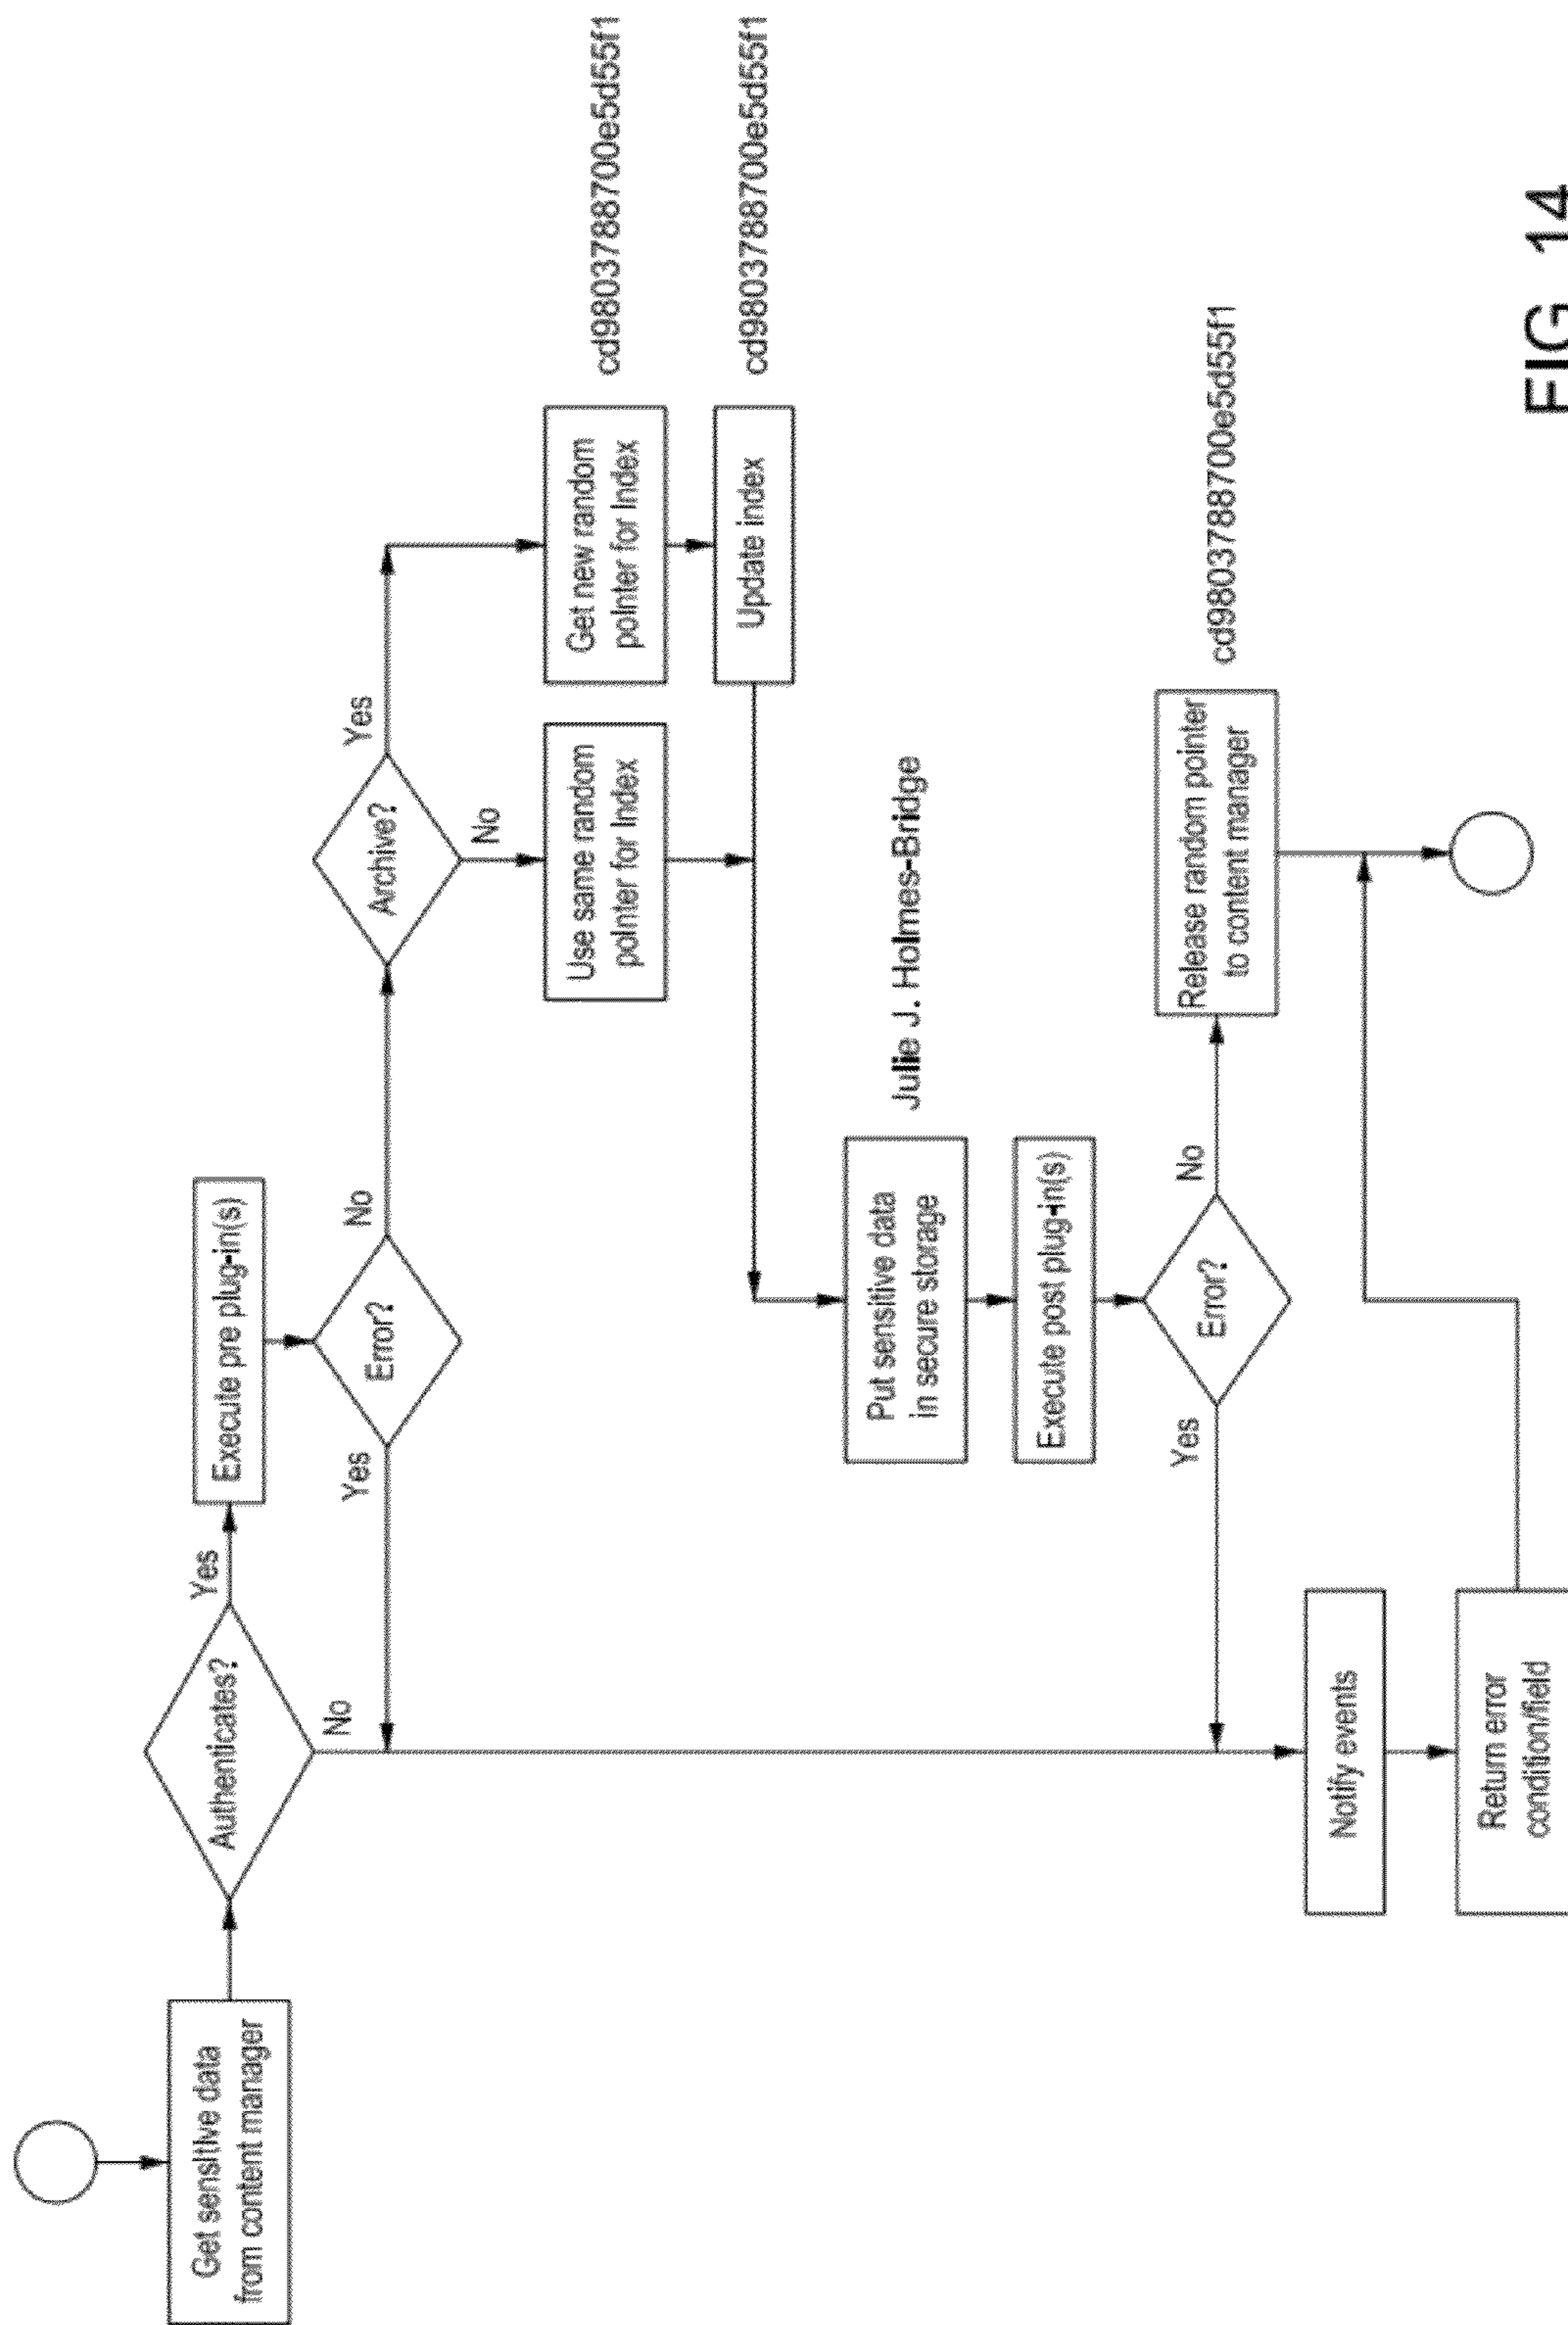 Get sensitive data
from content manager
Authenticates?
Yes
No
Execute pre plug-in(s)
Error?
Yes
No
Archive?
Yes
No
Use same random
pointer for Index
Get new random
pointer for Index
cd98037888700e5d55f1
Update index
cd98037888700e5d55f1
Put sensitive data
in secure storage
Julie J. Holmes-Bridge
Execute post plug-in(s)
Error?
Yes
No
Release random pointer
to content manager
cd98037888700e5d55f1
Notify events
Return error
condition/field
FIG. 14